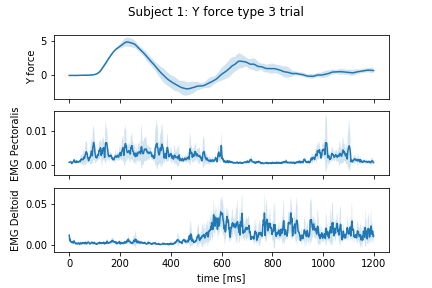 Subject 1: Y force type 3 trial
Y force
5
0
EMG Pectoralis
0.01
0.00
EMG Deltoid
0.05
0.00
0 200 400 600 800 1000 1200
time [ms]